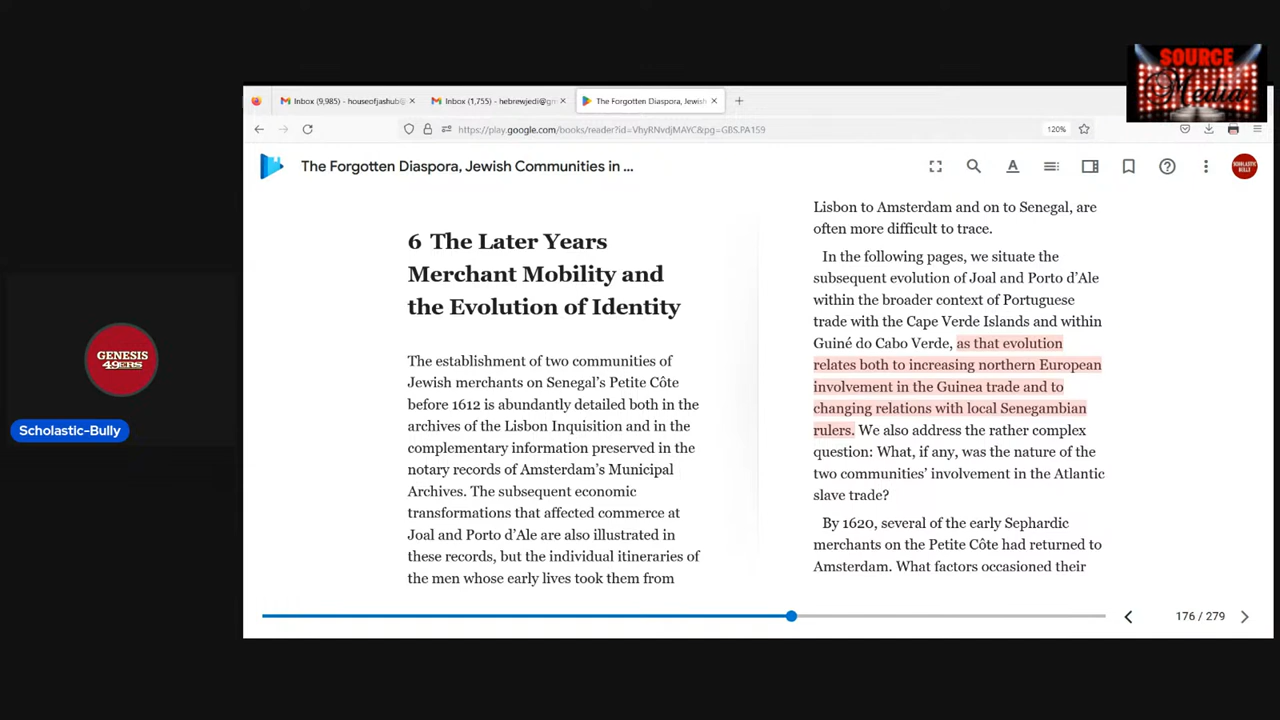 SOURCE
Media
Inbox (9,985) - houseofjashub@
Inbox (1,755) - hebrewjedi@gm
The Forgotten Diaspora, Jewish
https://play.google.com/books/reader?id=VbyRNvdjMAYC&pg=GBS.PA159
120%
The Forgotten Diaspora, Jewish Communities in ...
SCHOLASTIC
BULLY
6 The Later Years
Merchant Mobility and
the Evolution of Identity
The establishment of two communities of
Jewish merchants on Senegal's Petite Côte
before 1612 is abundantly detailed both in the
archives of the Lisbon Inquisition and in the
complementary information preserved in the
notary records of Amsterdam's Municipal
Archives. The subsequent economic
transformations that affected commerce at
Joal and Porto d'Ale are also illustrated in
these records, but the individual itineraries of
the men whose early lives took them from
Lisbon to Amsterdam and on to Senegal, are
often more difficult to trace.
In the following pages, we situate the
subsequent evolution of Joal and Porto d'Ale
within the broader context of Portuguese
trade with the Cape Verde Islands and within
Guiné do Cabo Verde, as that evolution
relates both to increasing northern European
involvement in the Guinea trade and to
changing relations with local Senegambian
rulers. We also address the rather complex
question: What, if any, was the nature of the
two communities' involvement in the Atlantic
slave trade?
By 1620, several of the early Sephardic
merchants on the Petite Côte had returned to
Amsterdam. What factors occasioned their
176 / 279
GENESIS
49ERS
Scholastic-Bully